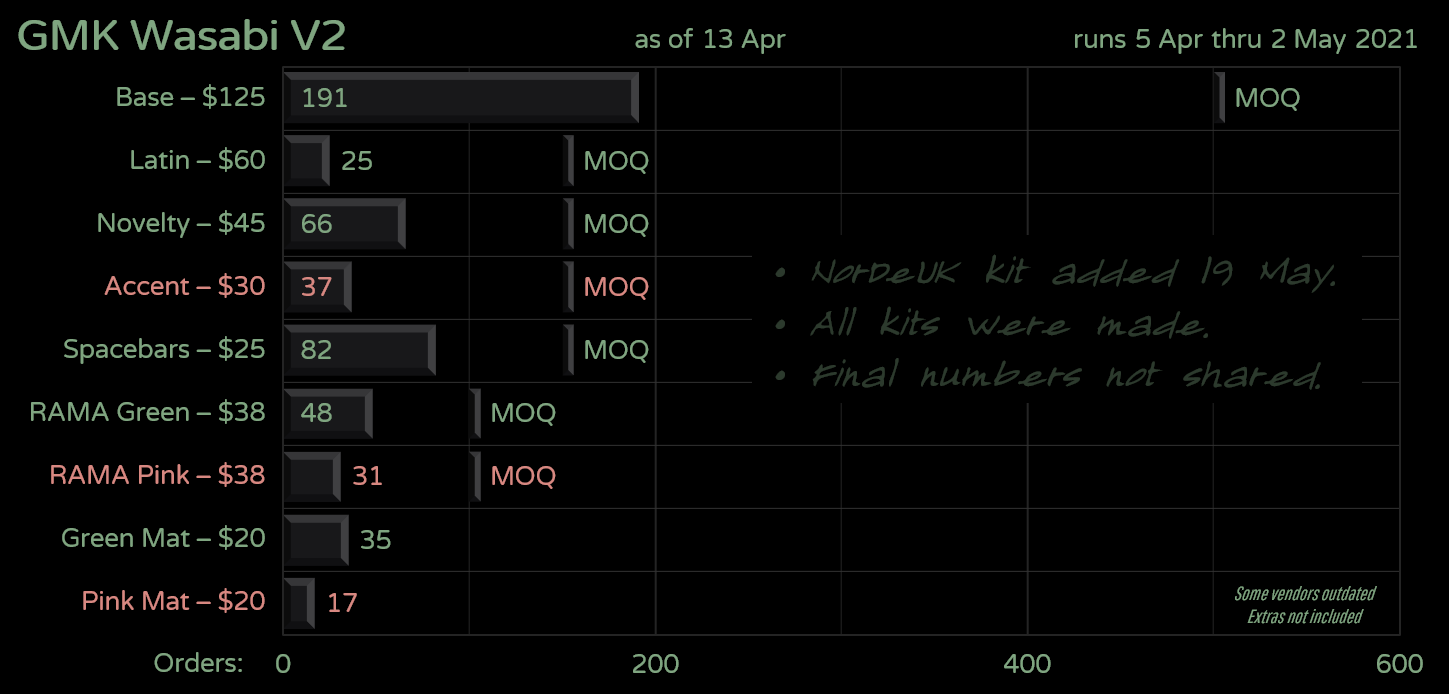 GMK Wasabi V2 as of 13 Apr runs 5 Apr thru 2 May 2021
Base – $125 191 MOQ
Latin – $60 25 MOQ
Novelty – $45 66 MOQ
Accent – $30 37 MOQ
Spacebars – $25 82 MOQ
RAMA Green – $38 48 MOQ
RAMA Pink – $38 31 MOQ
Green Mat – $20 35
Pink Mat – $20 17
• NorDeUK kit added 19 May.
• All kits were made.
• Final numbers not shared.
Some vendors outdated
Extras not included
Orders: 0 200 400 600